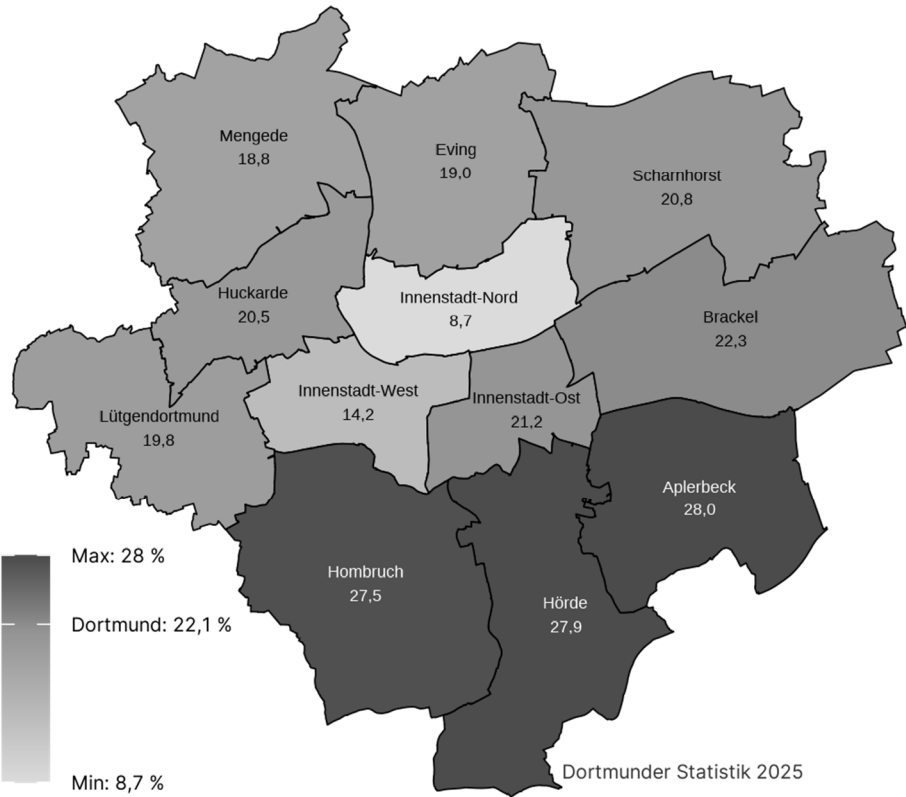 Mengede
18,8
Eving
19,0
Scharnhorst
20,8
Huckarde
20,5
Innenstadt-Nord
8,7
Brackel
22,3
Innenstadt-West
14,2
Innenstadt-Ost
21,2
Lütgendortmund
19,8
Aplerbeck
28,0
Hombruch
27,5
Hörde
27,9
Max: 28 %
Dortmund: 22,1 %
Min: 8,7 %
Dortmunder Statistik 2025